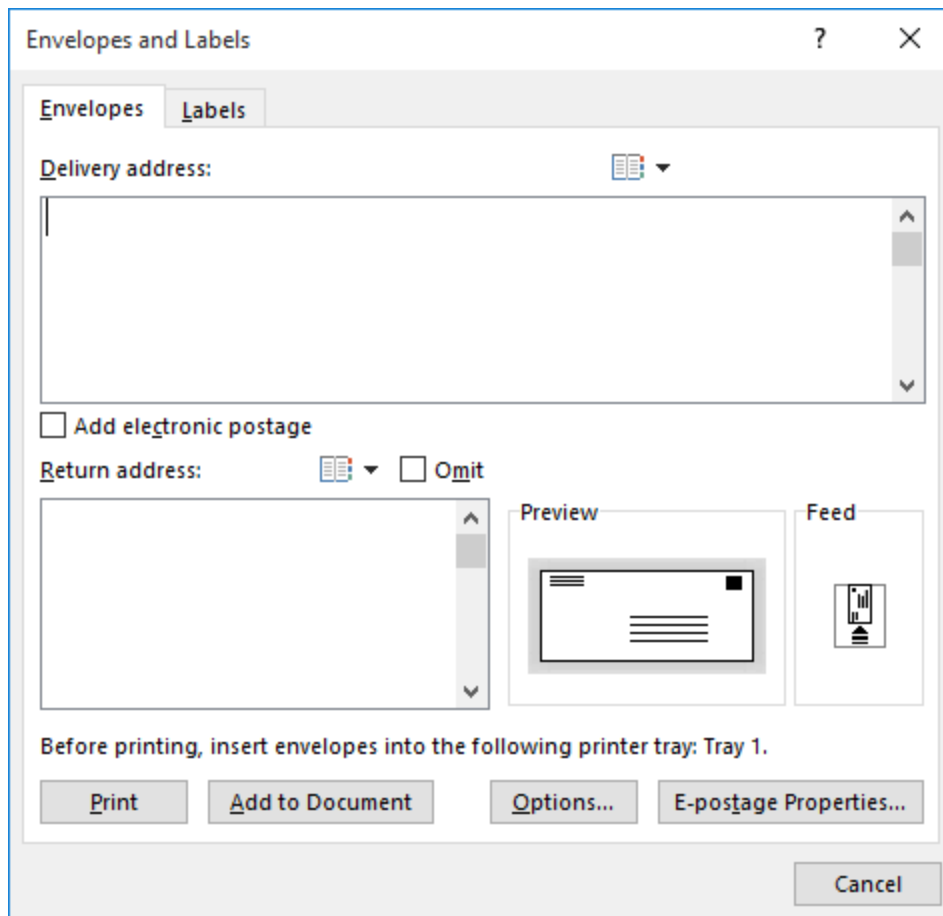 Envelopes and Labels ?
Envelopes Labels
Delivery address:
Add electronic postage
Return address: Omit
Preview Feed
Before printing, insert envelopes into the following printer tray: Tray 1.
Print Add to Document Options... E-postage Properties...
Cancel